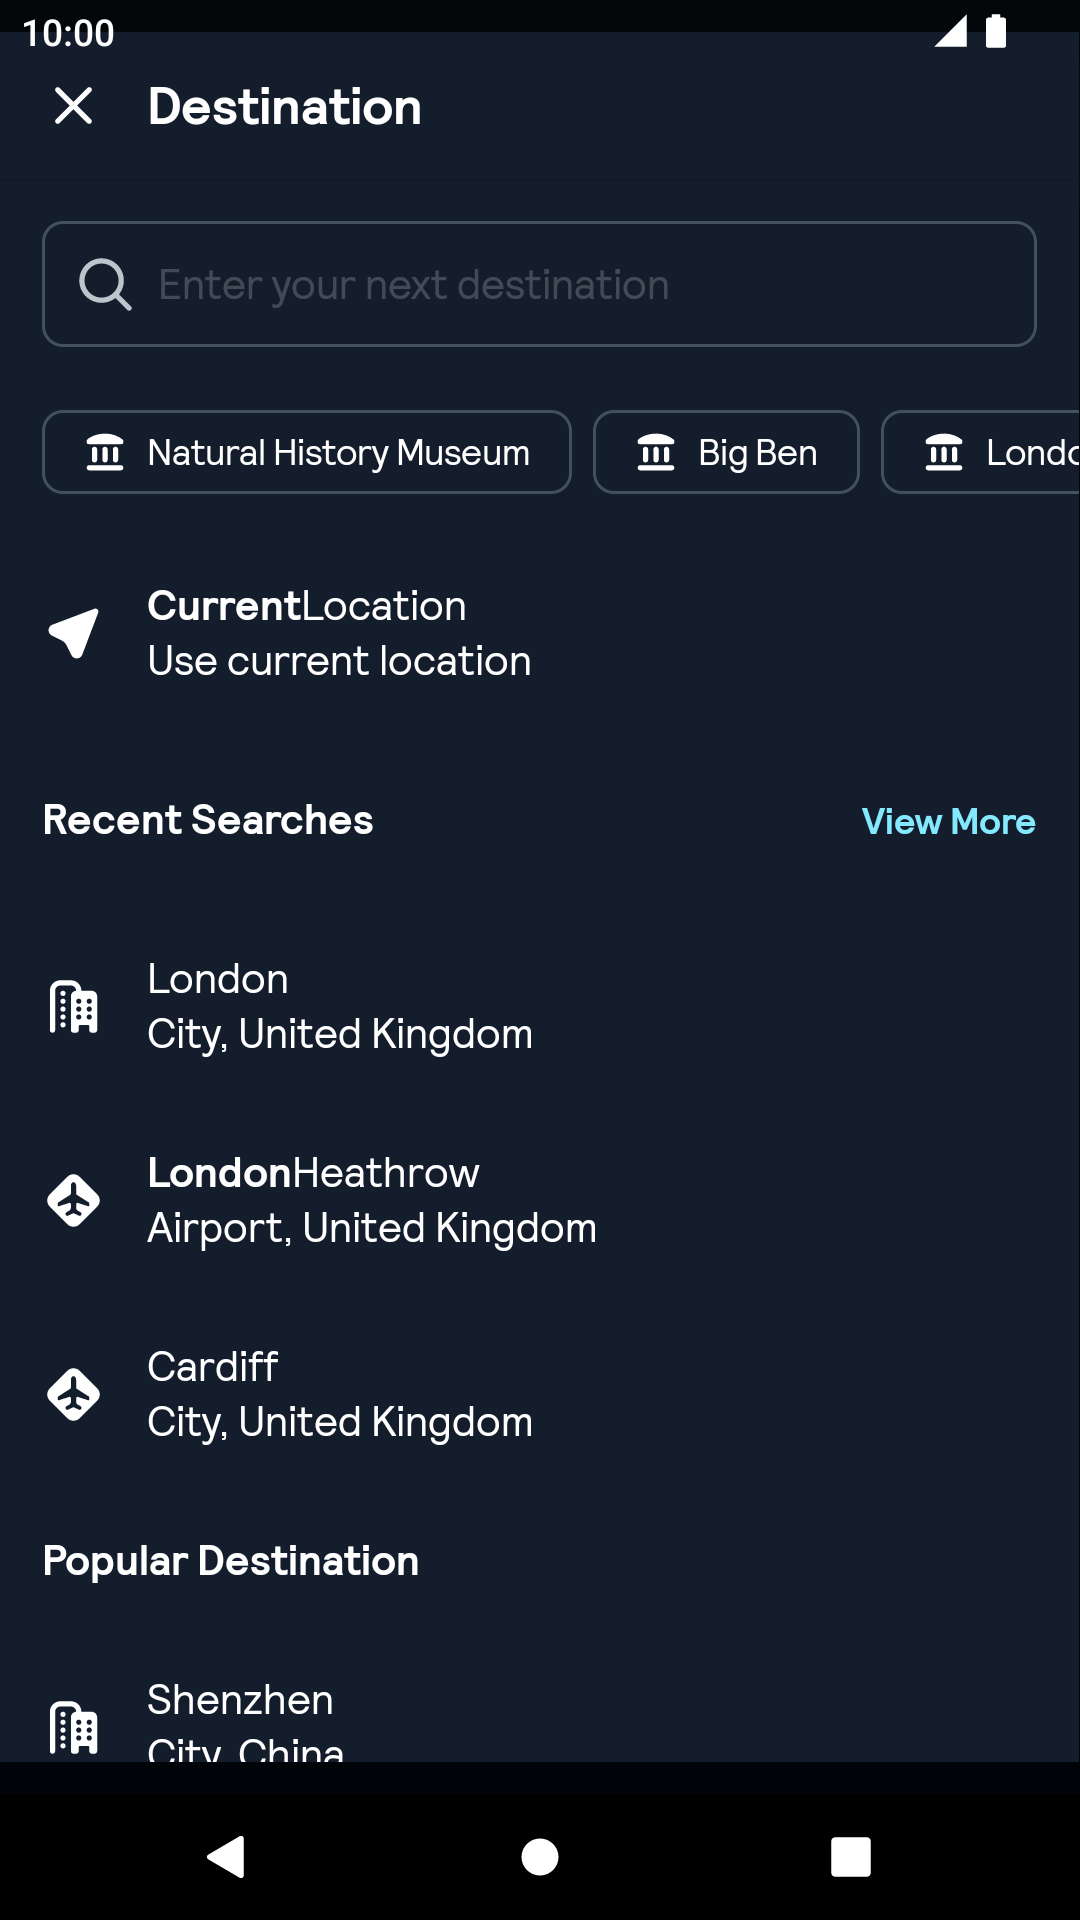 10:00
Destination
Enter your next destination
Natural History Museum
Big Ben
Londo
CurrentLocation
Use current location
Recent Searches
View More
London
City, United Kingdom
LondonHeathrow
Airport, United Kingdom
Cardiff
City, United Kingdom
Popular Destination
Shenzhen
City, China